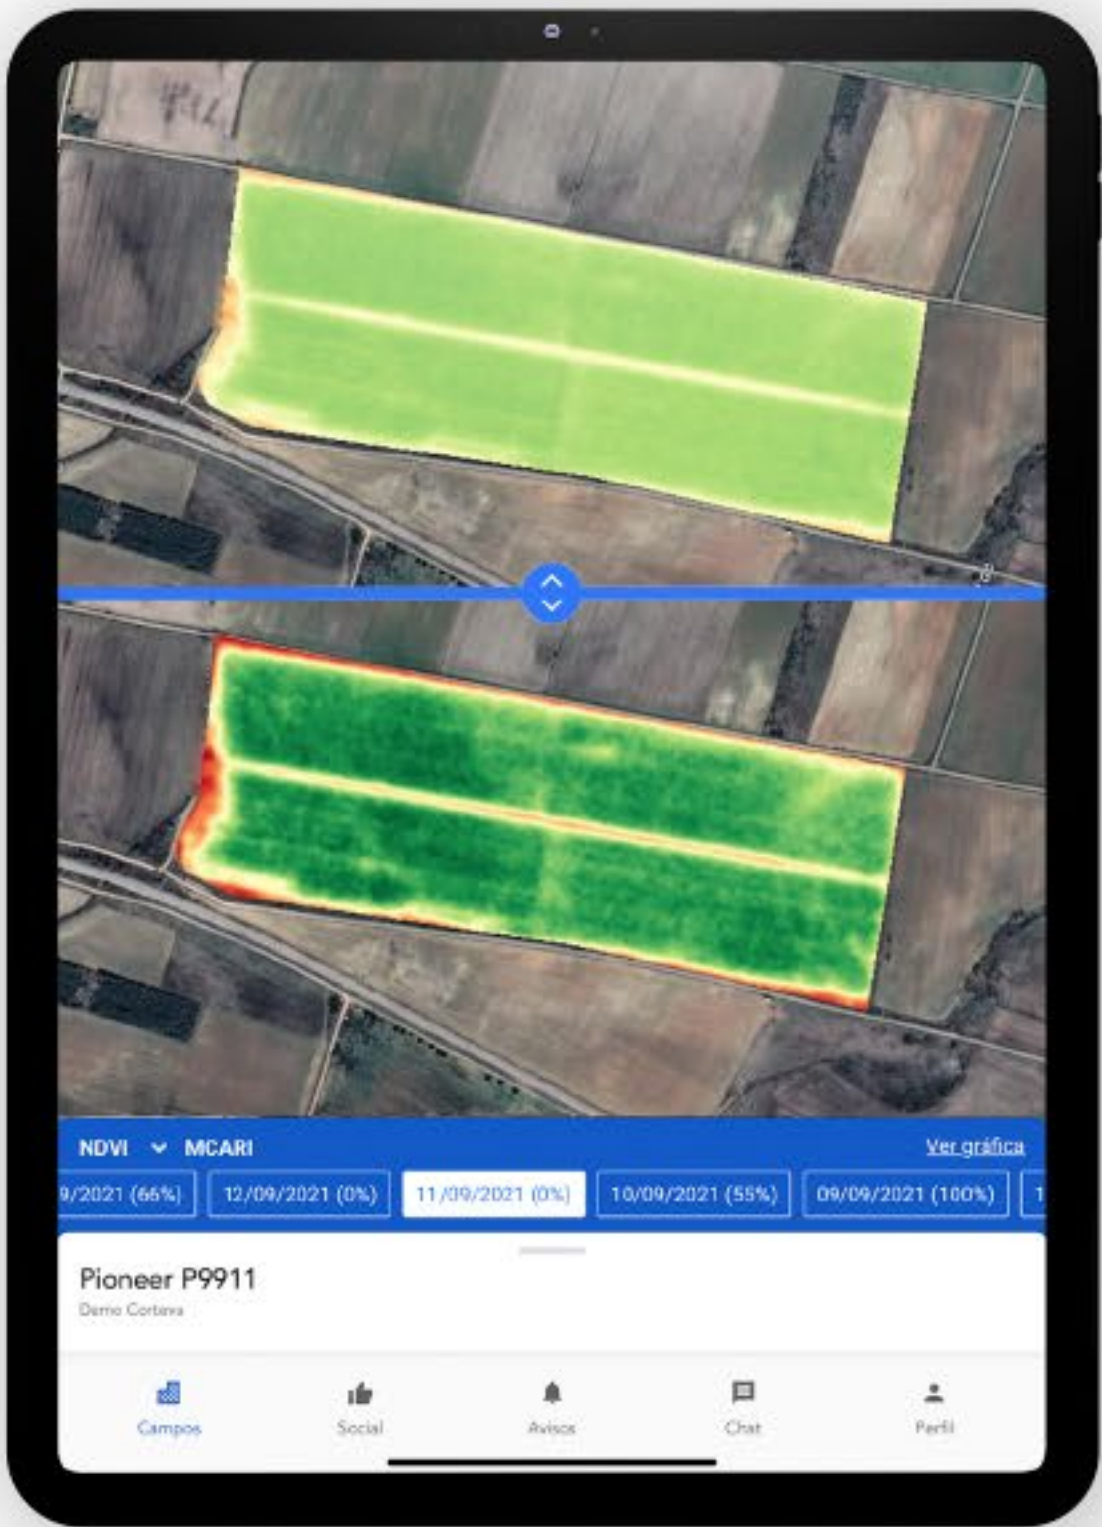 NDVI MCARI Ver gráfica
9/2021 (66%) 12/09/2021 (0%) 11/09/2021 (0%) 10/09/2021 (55%) 09/09/2021 (100%) 1
Pioneer P9911
Demo Corteva
Campos Social Avisos Chat Perfil